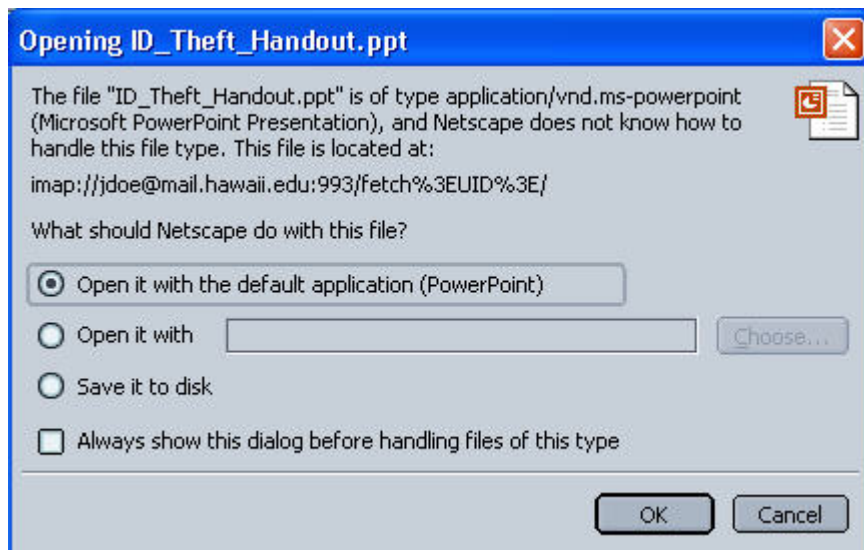 Opening ID_Theft_Handout.ppt
The file "ID_Theft_Handout.ppt" is of type application/vnd.ms-powerpoint
(Microsoft PowerPoint Presentation), and Netscape does not know how to
handle this file type. This file is located at:
imap://jdoe@mail.hawaii.edu:993/fetch%3EUID%3E/
What should Netscape do with this file?
Open it with the default application (PowerPoint)
Open it with
Choose...
Save it to disk
Always show this dialog before handling files of this type
OK
Cancel